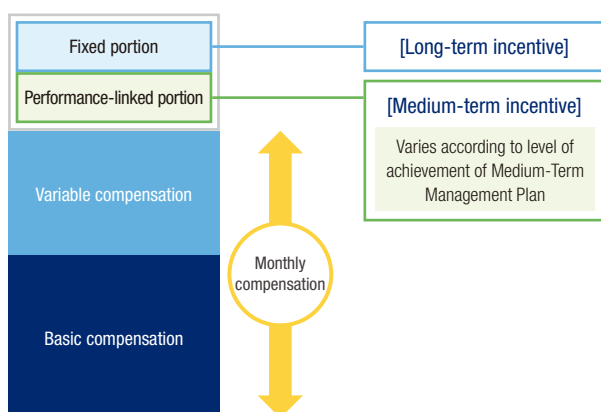 Fixed portion
[Long-term incentive]
Performance-linked portion
[Medium-term incentive]
Varies according to level of
achievement of Medium-Term
Management Plan
Variable compensation
Monthly
compensation
Basic compensation